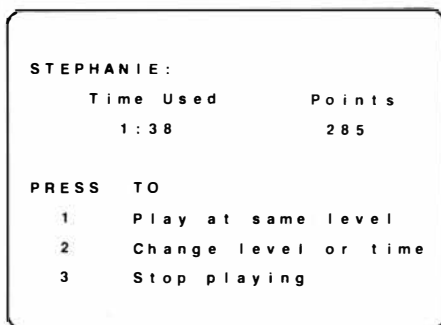 STEPHANIE:
Time Used Points
1:38 285
PRESS TO
1 Play at same level
2 Change level or time
3 Stop playing